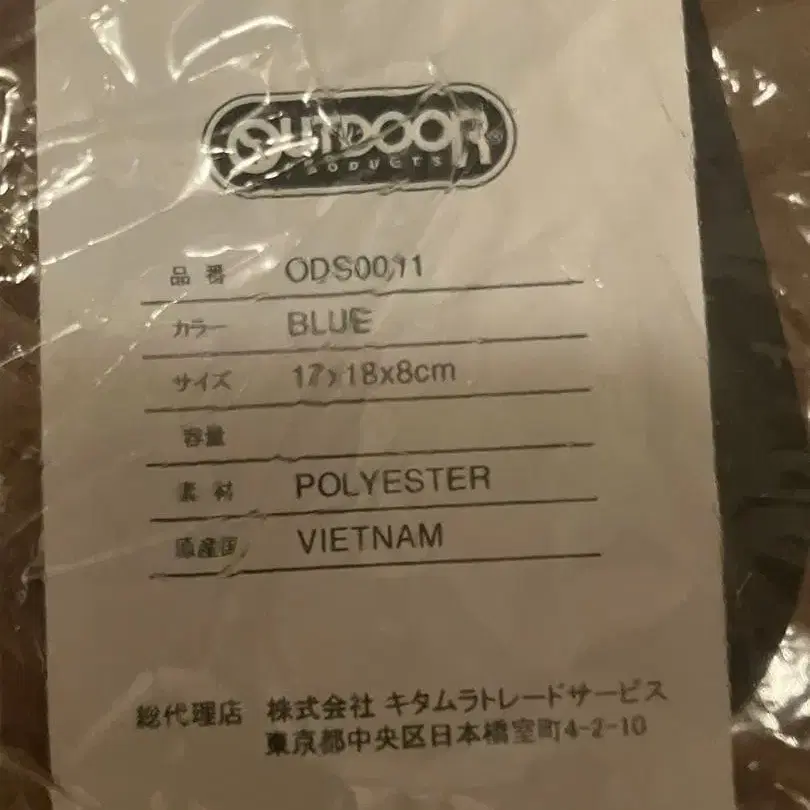 OUTDOOR®
PRODUCTS
品番 ODS0011
カラー BLUE
サイズ 17x18x8cm
容量
素材 POLYESTER
原産国 VIETNAM
総代理店 株式会社 キタムラトレードサービス
東京都中央区日本橋室町4-2-10